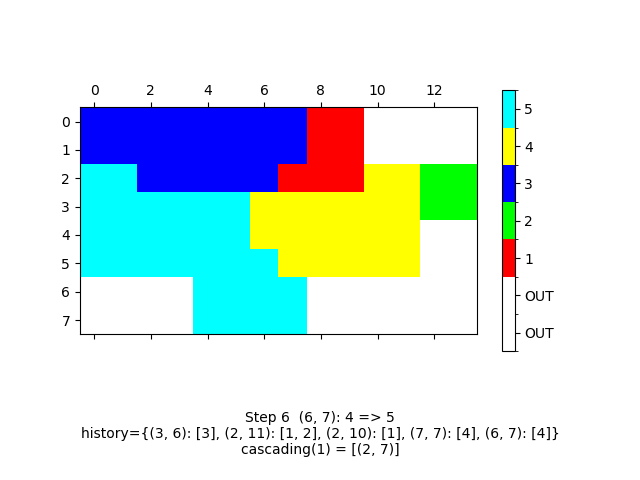 0 2 4 6 8 10 12
0
1
2
3
4
5
6
7
5
4
3
2
1
OUT
OUT
Step 6  (6, 7): 4 => 5
history={(3, 6): [3], (2, 11): [1, 2], (2, 10): [1], (7, 7): [4], (6, 7): [4]}
cascading(1) = [(2, 7)]